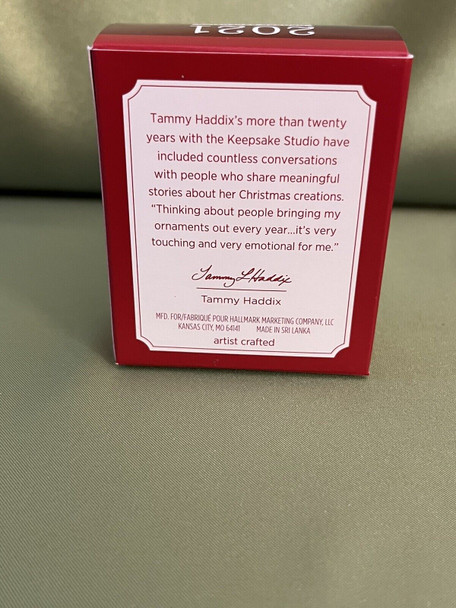 2021
Tammy Haddix's more than twenty
years with the Keepsake Studio have
included countless conversations
with people who share meaningful
stories about her Christmas creations.
"Thinking about people bringing my
ornaments out every year...it's very
touching and very emotional for me."
Tammy L Haddix
Tammy Haddix
MFD. FOR/FABRIQUÉ POUR HALLMARK MARKETING COMPANY, LLC
KANSAS CITY, MO 64141 MADE IN SRI LANKA
artist crafted